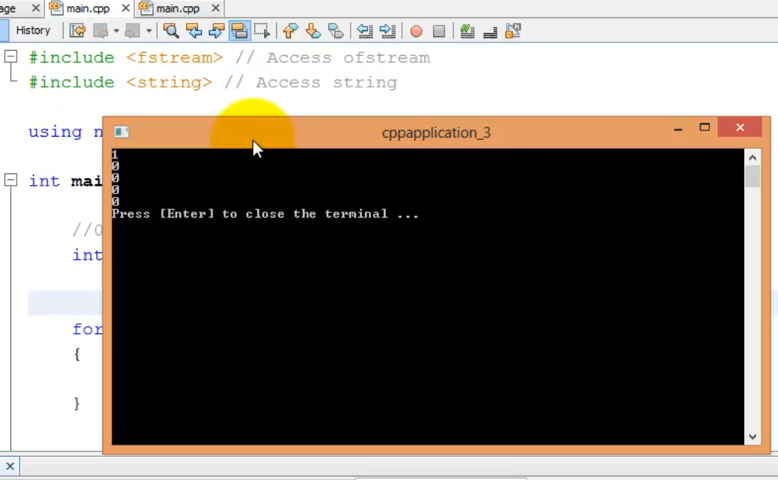 age main.cpp main.cpp
History
#include <fstream> // Access ofstream
#include <string> // Access string
using n
cppapplication_3
int mai
1
0
0
0
0
Press [Enter] to close the terminal ...
//
int
for
{
}